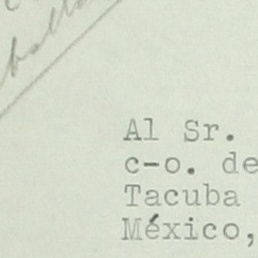 Al Sr.
c-o. de
Tacuba
México,